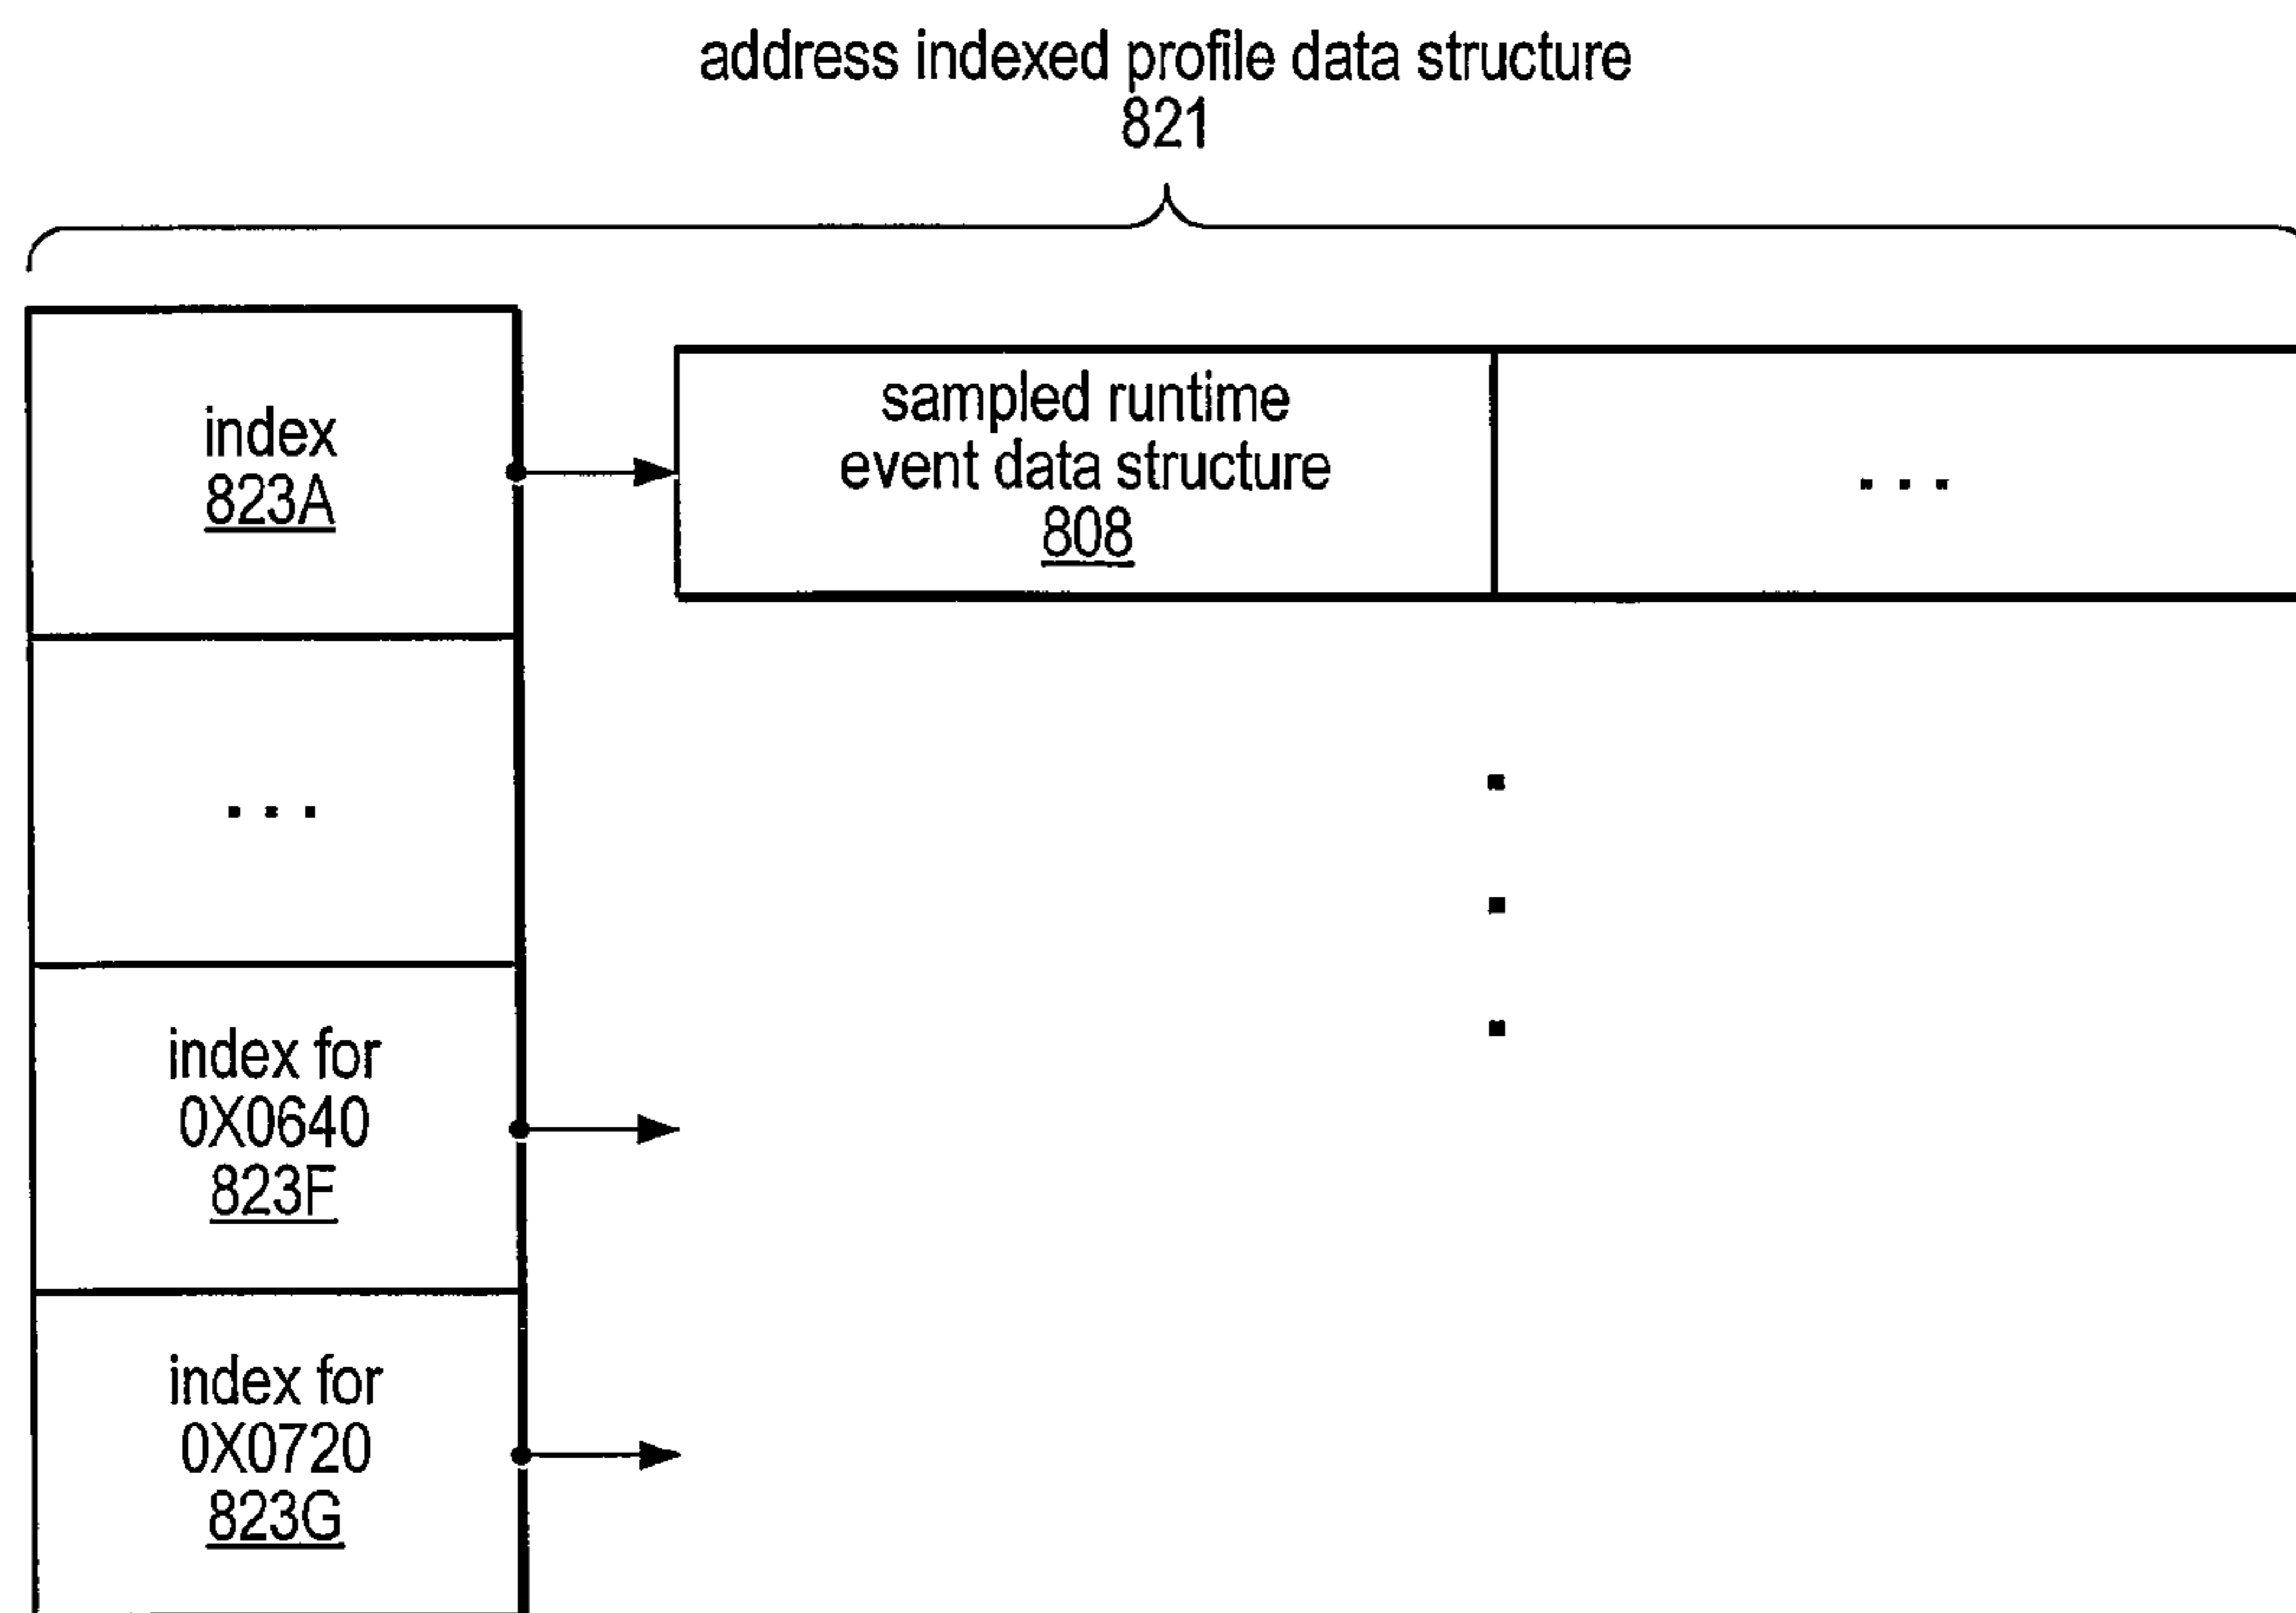 address indexed profile data structure
821
index
823A
sampled runtime
event data structure
808
...
...
index for
0X0640
823F
index for
0X0720
823G